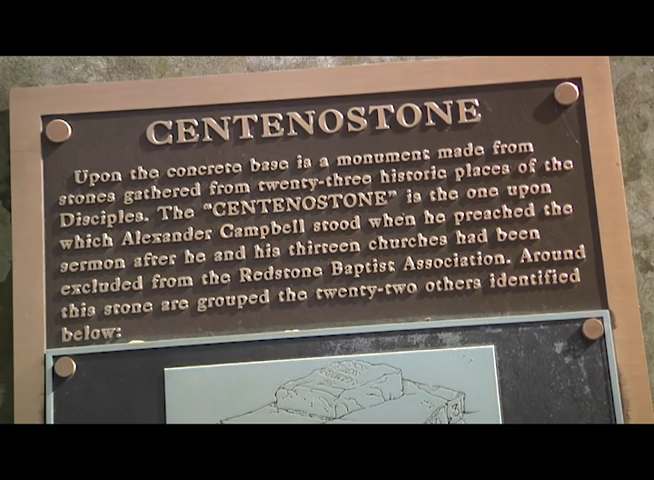 CENTENOSTONE
Upon the concrete base is a monument made from
stones gathered from twenty-three historic places of the
Disciples. The "CENTENOSTONE" is the one upon
which Alexander Campbell stood when he preached the
sermon after he and his thirteen churches had been
excluded from the Redstone Baptist Association. Around
this stone are grouped the twenty-two others identified
below:
3